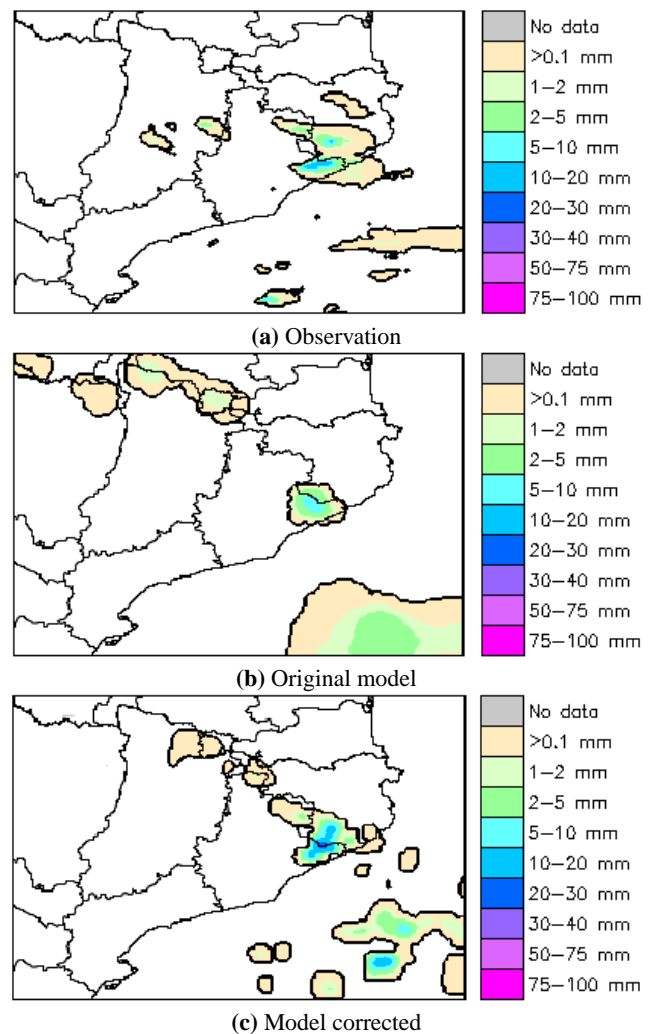 No data
>0.1 mm
1–2 mm
2–5 mm
5–10 mm
10–20 mm
20–30 mm
30–40 mm
50–75 mm
75–100 mm
(a) Observation
No data
>0.1 mm
1–2 mm
2–5 mm
5–10 mm
10–20 mm
20–30 mm
30–40 mm
50–75 mm
75–100 mm
(b) Original model
No data
>0.1 mm
1–2 mm
2–5 mm
5–10 mm
10–20 mm
20–30 mm
30–40 mm
50–75 mm
75–100 mm
(c) Model corrected